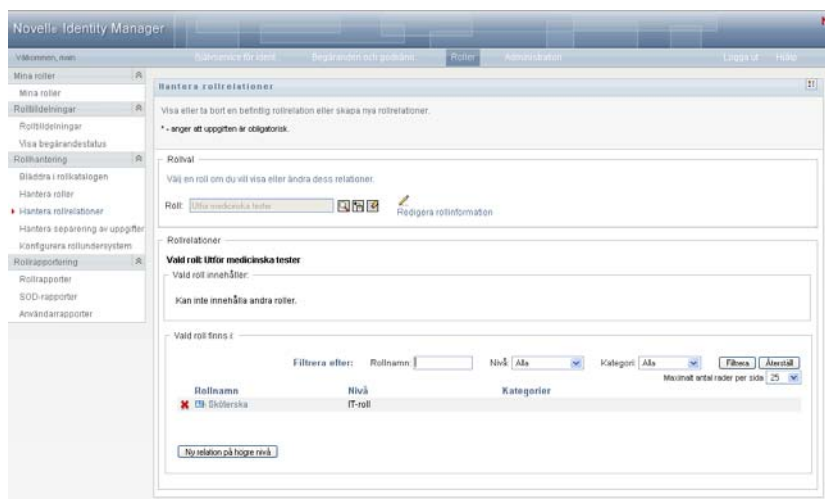 Novell® Identity Manager
Välkommen,
Självservice för ident.
Begäranden och godkänn.
Roller
Administration
Logga ut
Hjälp
Mina roller
Mina roller
Rolltilldelningar
Rolltilldelningar
Visa begärandestatus
Rollhantering
Bläddra i rollkatalogen
Hantera roller
Hantera rollrelationer
Hantera separering av uppgifter
Konfigurera rollundersystem
Rollrapportering
Rollrapporter
SOD-rapporter
Användarrapporter
Hantera rollrelationer
Visa eller ta bort en befintlig rollrelation eller skapa nya rollrelationer.
* - anger att uppgiften är obligatorisk.
Rollval
Välj en roll om du vill visa eller ändra dess relationer.
Roll: Utför medicinska tester
Redigera rollinformation
Rollrelationer
Vald roll: Utför medicinska tester
Vald roll innehåller:
Kan inte innehålla andra roller.
Vald roll finns i:
Filtrera efter: Rollnamn: Nivå: Alla Kategori: Alla Filtrera Återställ
Maximalt antal rader per sida 25
Rollnamn Nivå Kategorier
Sköterska IT-roll
Ny relation på högre nivå